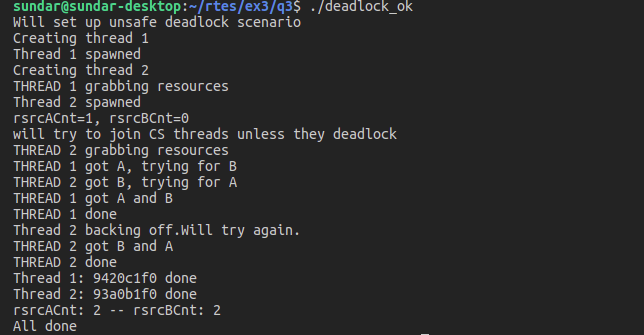 sundar@sundar-desktop:~/rtes/ex3/q3$ ./deadlock_ok
Will set up unsafe deadlock scenario
Creating thread 1
Thread 1 spawned
Creating thread 2
THREAD 1 grabbing resources
Thread 2 spawned
rsrcACnt=1, rsrcBCnt=0
will try to join CS threads unless they deadlock
THREAD 2 grabbing resources
THREAD 1 got A, trying for B
THREAD 2 got B, trying for A
THREAD 1 got A and B
THREAD 1 done
Thread 2 backing off.Will try again.
THREAD 2 got B and A
THREAD 2 done
Thread 1: 9420c1f0 done
Thread 2: 93a0b1f0 done
rsrcACnt: 2 -- rsrcBCnt: 2
All done